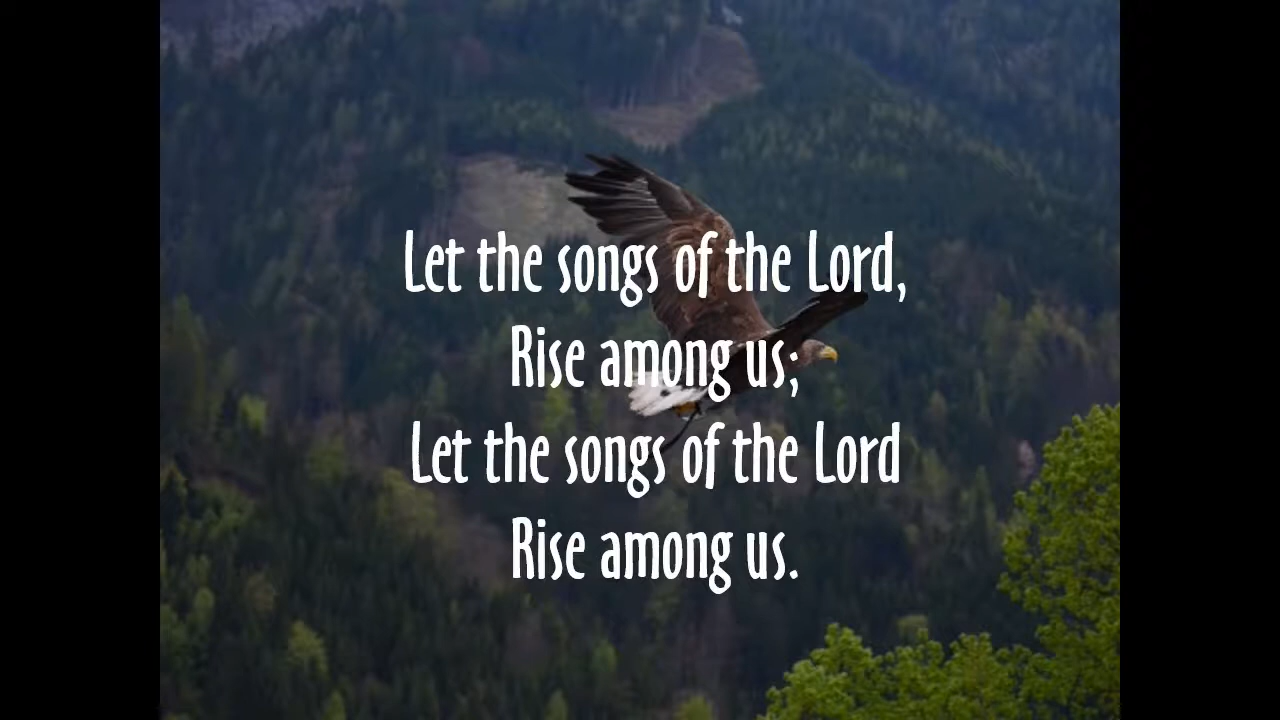 Let the songs of the Lord,
Rise among us;
Let the songs of the Lord
Rise among us.